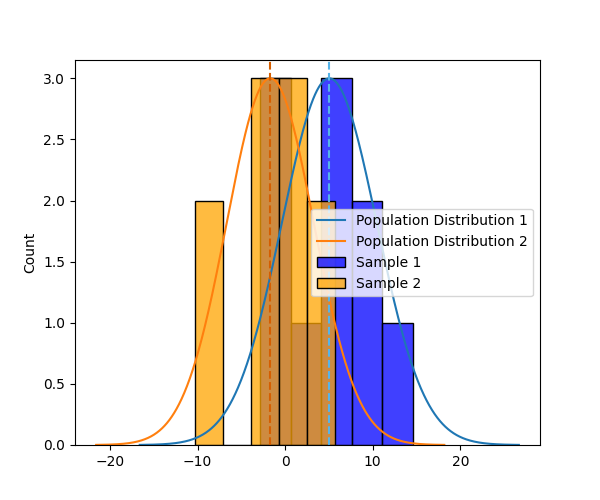 3.0
2.5
2.0
1.5
1.0
0.5
0.0
Count
Population Distribution 1
Population Distribution 2
Sample 1
Sample 2
−20 −10 0 10 20